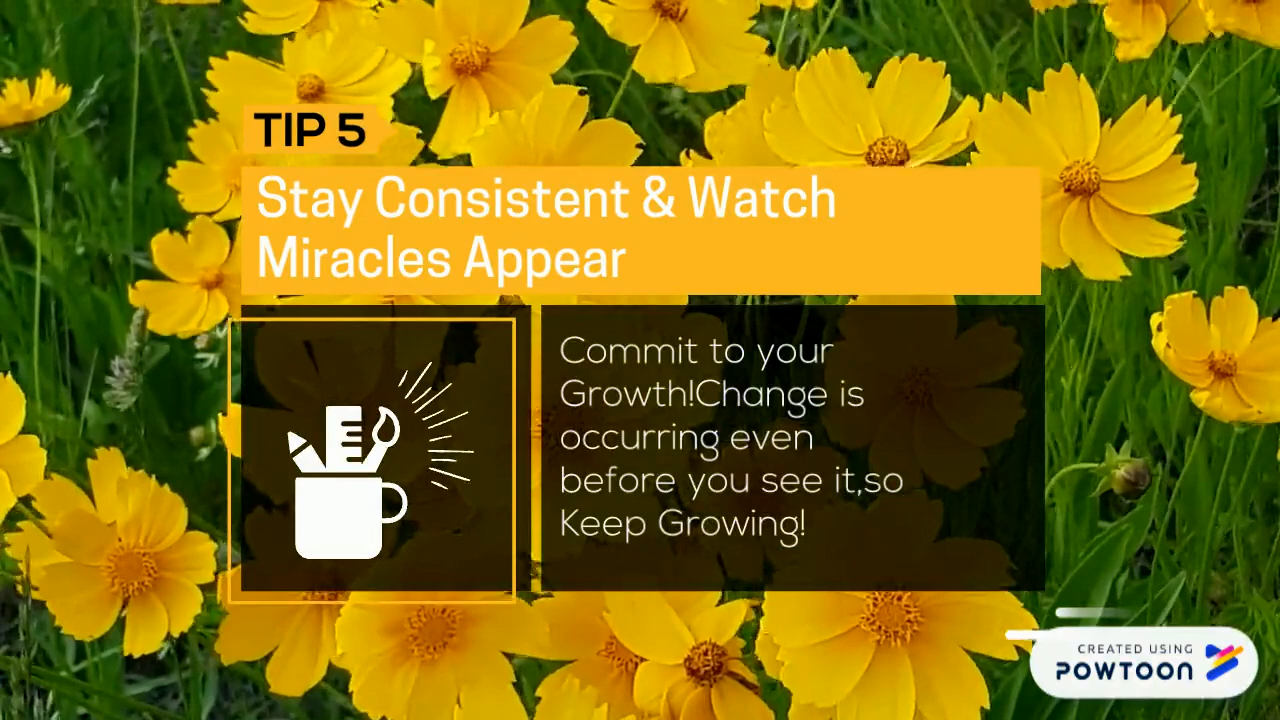 TIP 5
Stay Consistent & Watch
Miracles Appear
Commit to your
Growth!Change is
occurring even
before you see it,so
Keep Growing!
CREATED USING
POWTOON